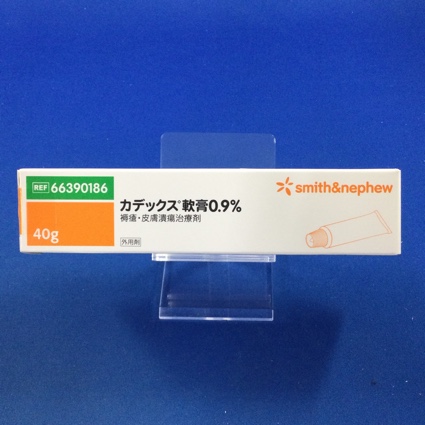 REF 66390186
40g
カデックス®軟膏0.9%
褥瘡・皮膚潰瘍治療剤
外用剤
smith&nephew